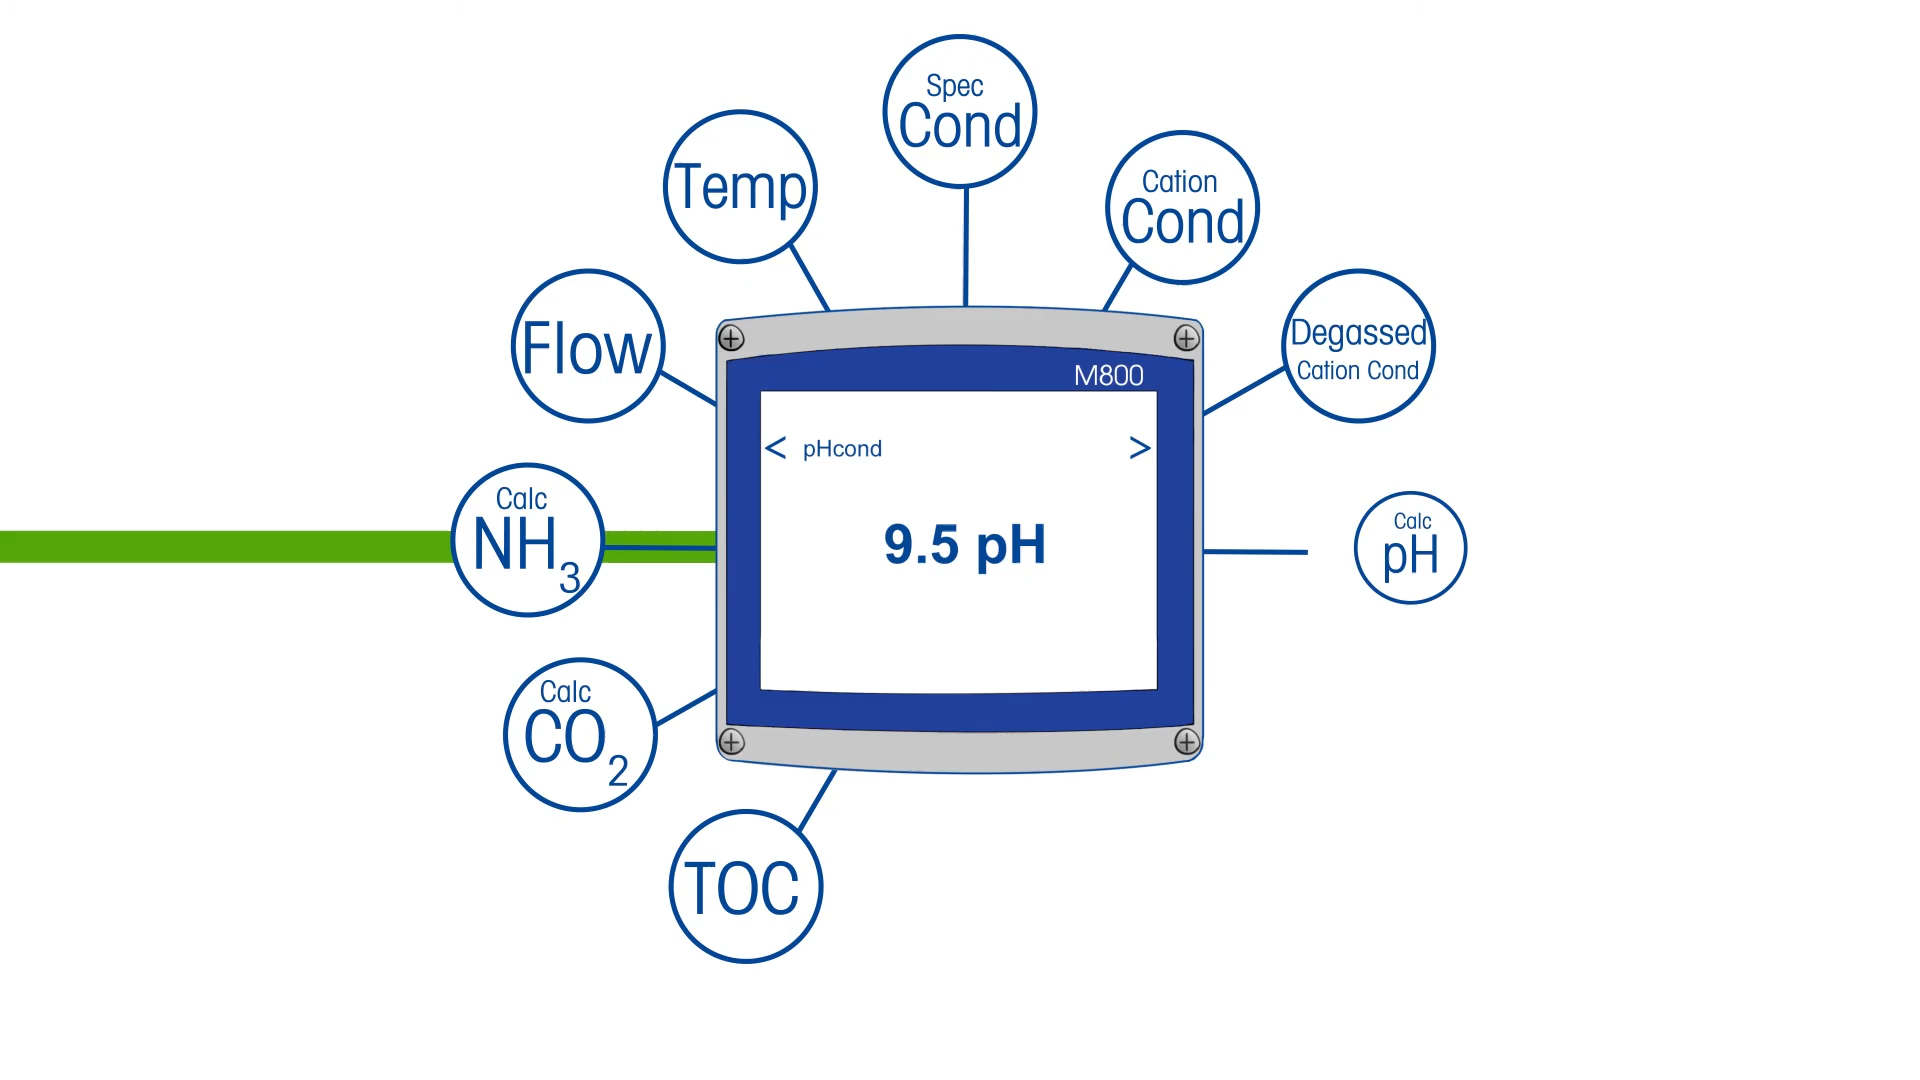 Spec
Cond
Temp
Cation
Cond
Flow
Degassed
Cation Cond
M800
< pHcond >
Calc
NH3
9.5 pH
Calc
pH
Calc
CO2
TOC